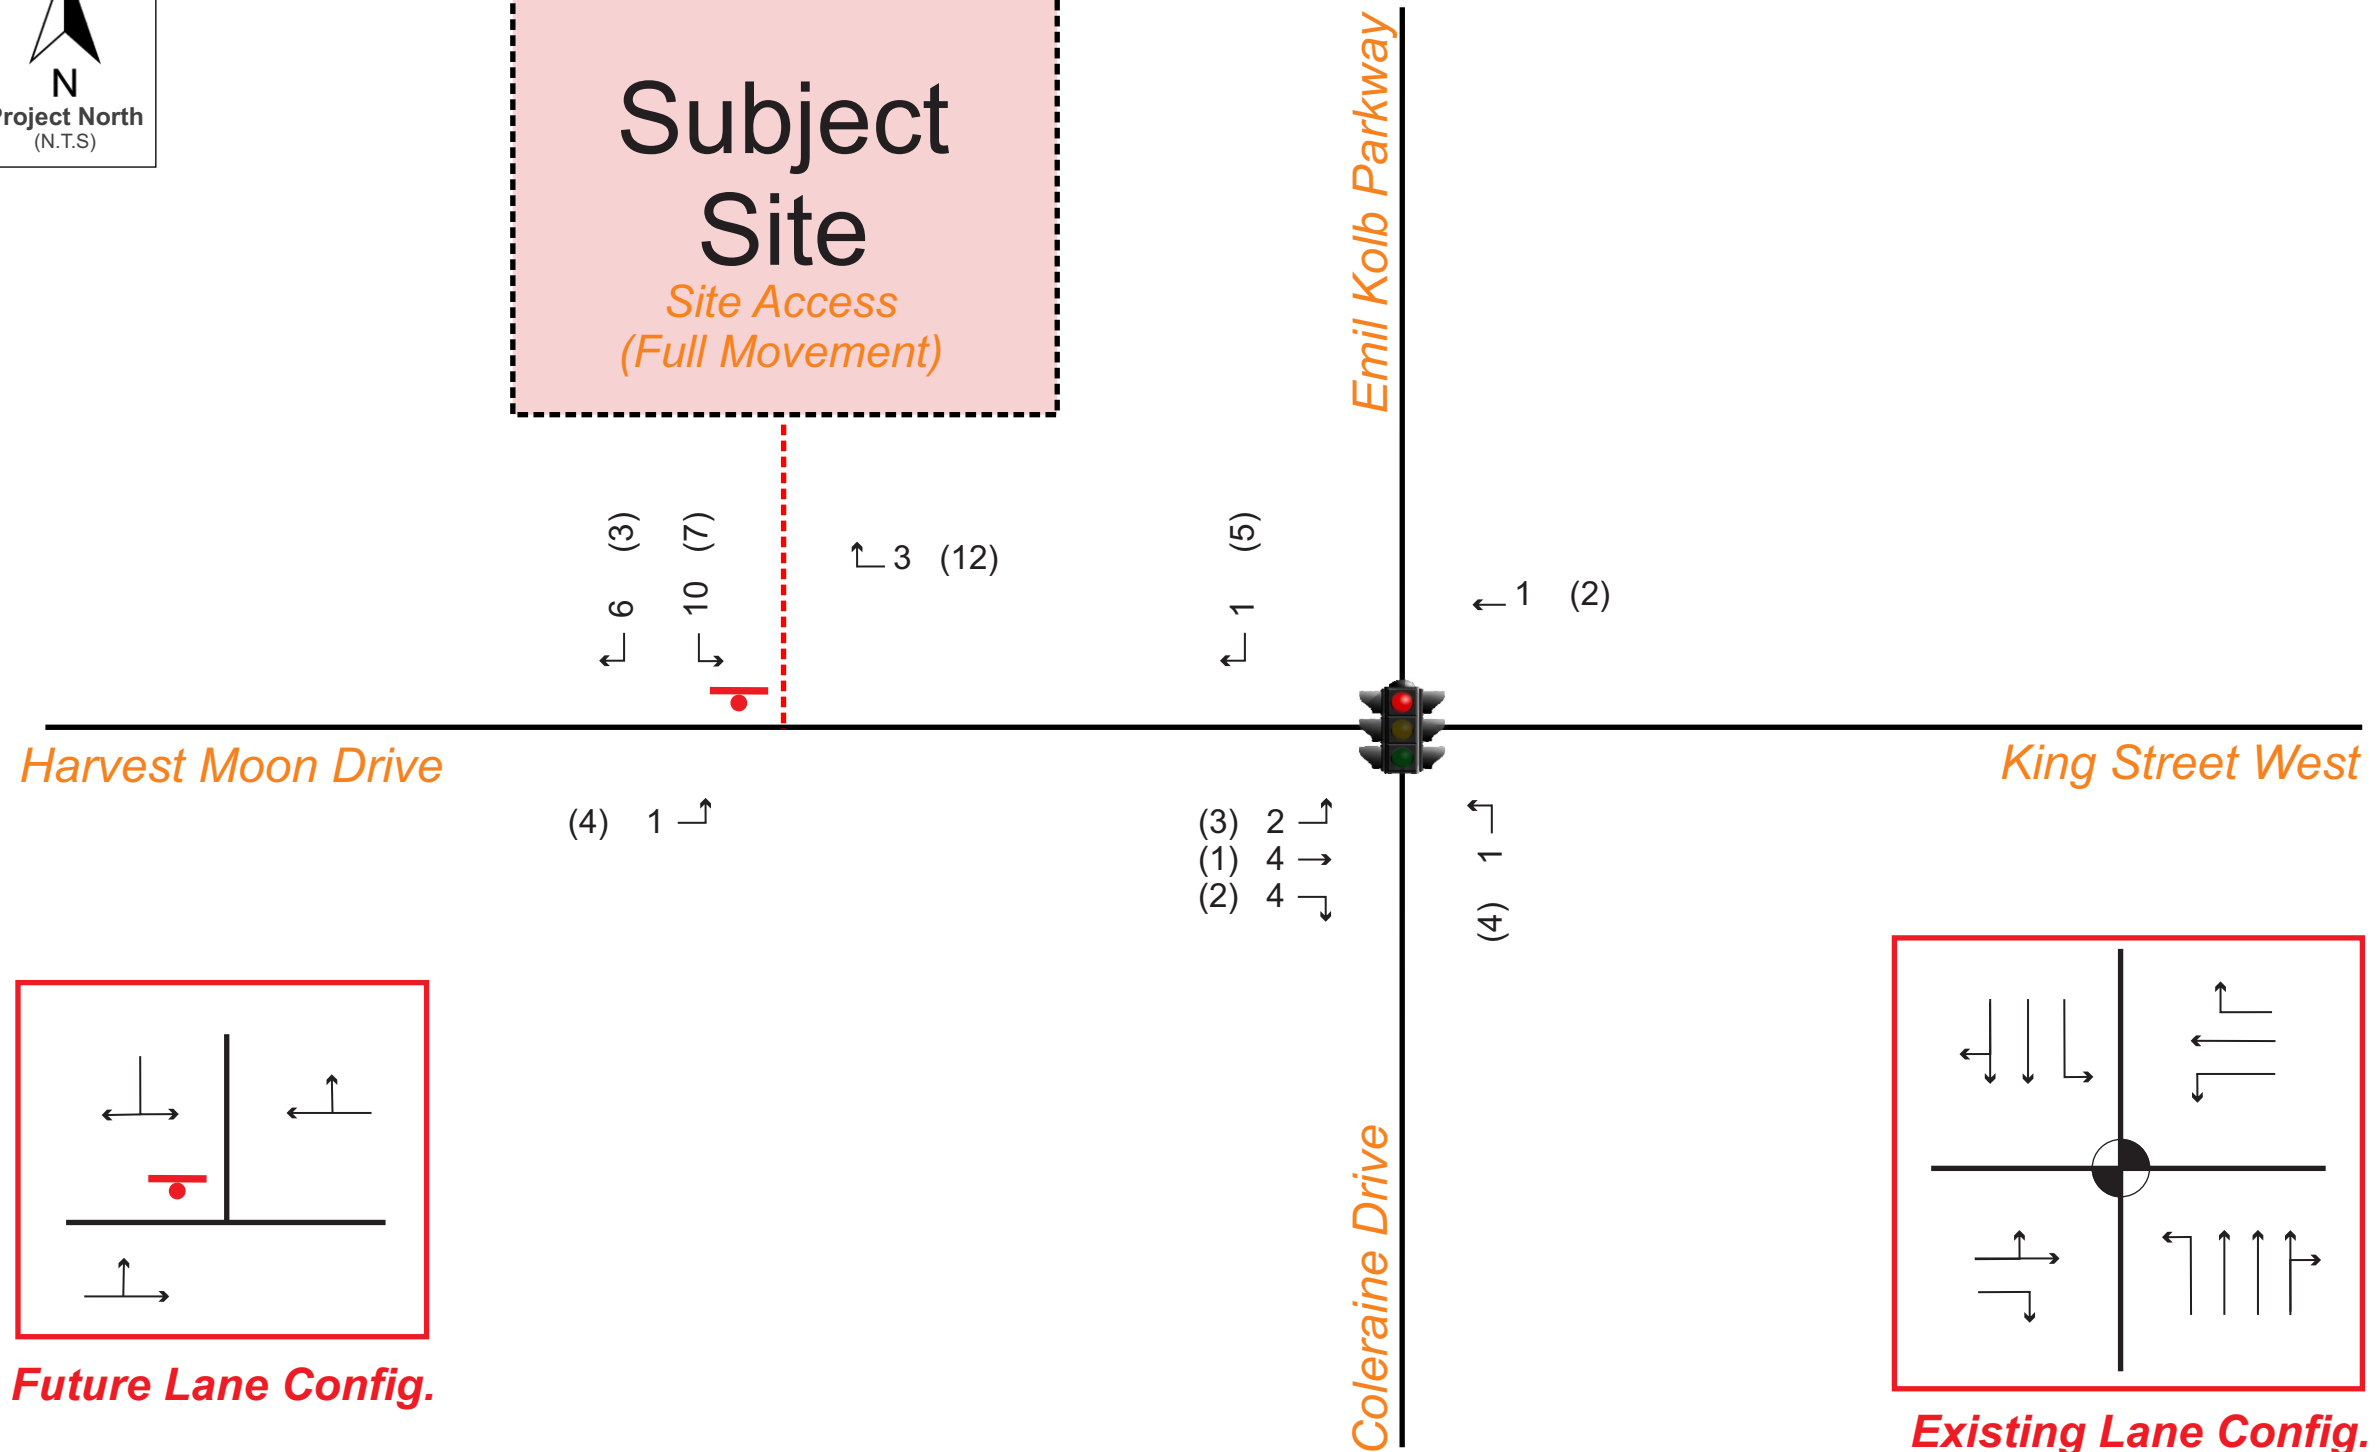 N
Project North
(N.T.S)
Subject
Site
Site Access
(Full Movement)
Emil Kolb Parkway
6 (3)
10 (7)
3 (12)
1 (5)
1 (2)
Harvest Moon Drive
King Street West
(4) 1
(3) 2
(1) 4
(2) 4
(4) 1
Coleraine Drive
Future Lane Config.
Existing Lane Config.